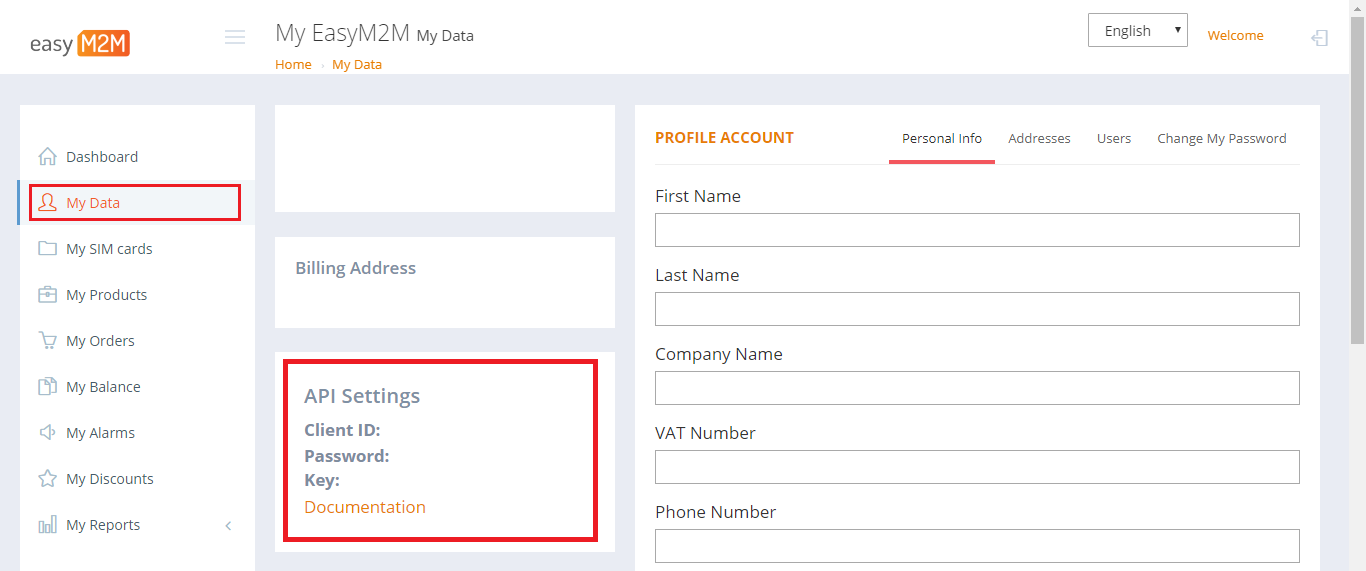 easy M2M
My EasyM2M My Data
Home › My Data
English
Welcome
Dashboard
My Data
My SIM cards
My Products
My Orders
My Balance
My Alarms
My Discounts
My Reports
Billing Address
API Settings
Client ID:
Password:
Key:
Documentation
PROFILE ACCOUNT
Personal Info
Addresses
Users
Change My Password
First Name
Last Name
Company Name
VAT Number
Phone Number